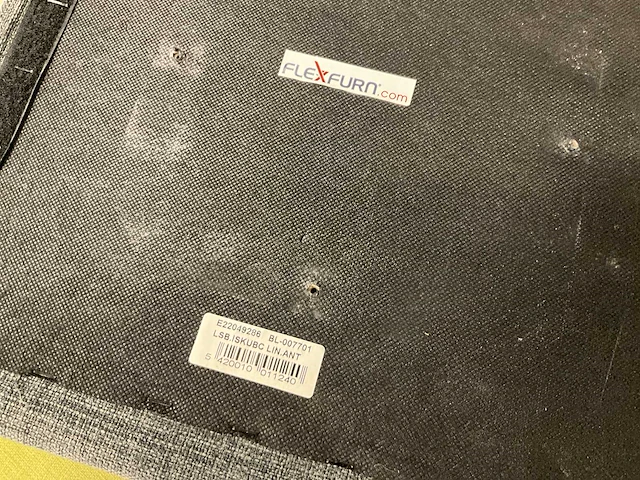 FLEXFURN.com
E22049286 BL-007701
LSB.ISKUBC LIN.ANT
5 420010 011240